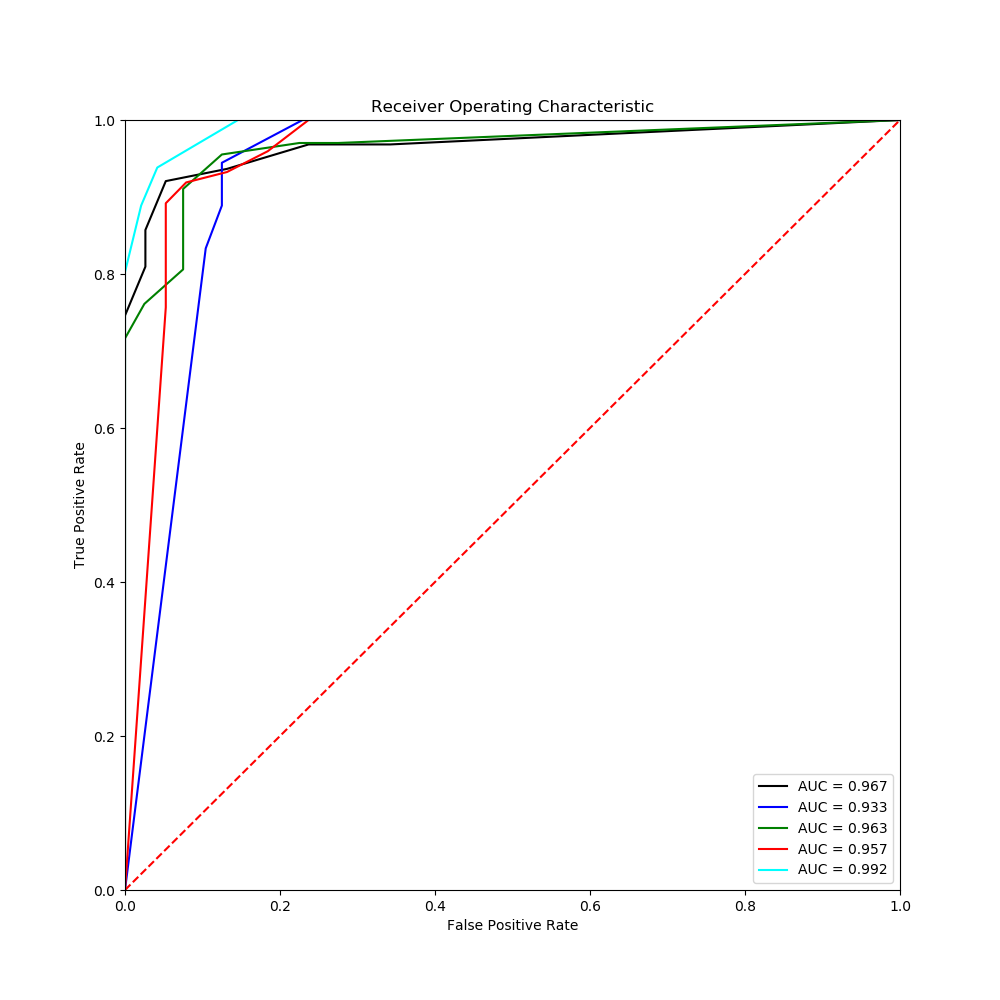 Receiver Operating Characteristic
1.0
0.8
0.6
0.4
0.2
0.0
True Positive Rate
0.0 0.2 0.4 0.6 0.8 1.0
False Positive Rate
AUC = 0.967
AUC = 0.933
AUC = 0.963
AUC = 0.957
AUC = 0.992